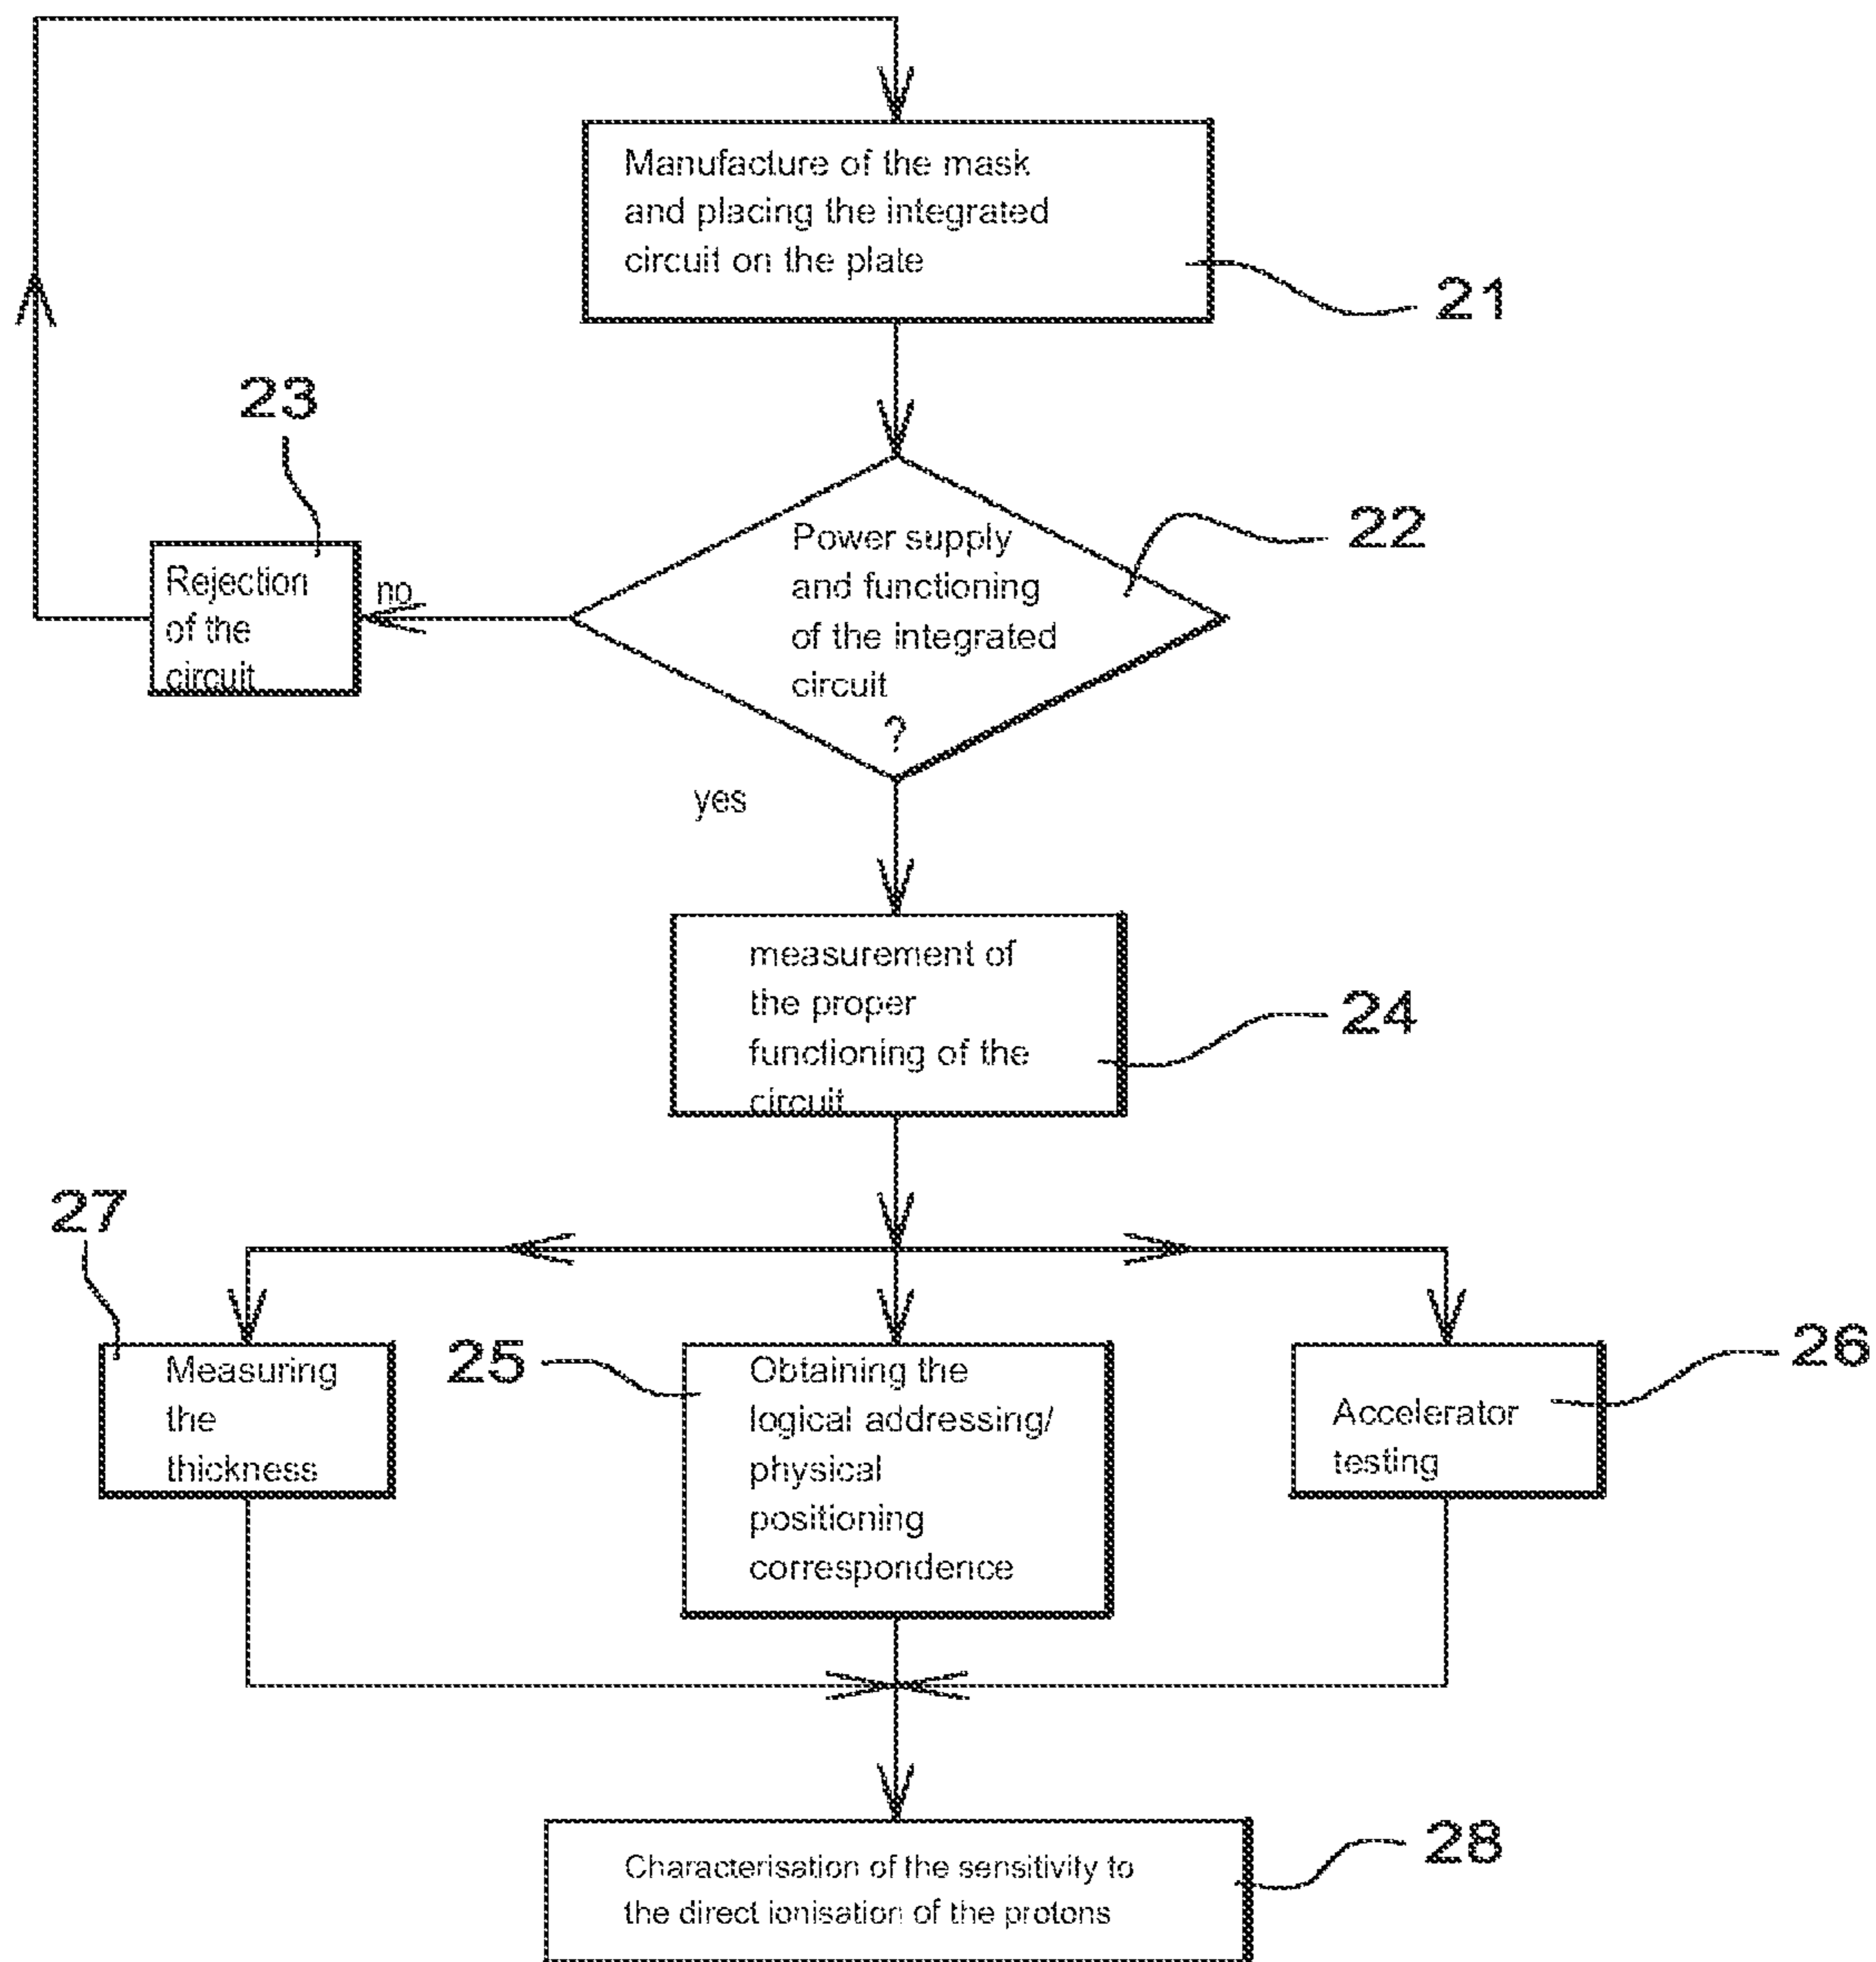 Manufacture of the mask
and placing the integrated
circuit on the plate
21
23
Rejection
of the
circuit
no
Power supply
and functioning
of the integrated
circuit
?
22
yes
measurement of
the proper
functioning of the
circuit
24
27
Measuring
the
thickness
25
Obtaining the
logical addressing/
physical
positioning
correspondence
26
Accelerator
testing
Characterisation of the sensitivity to
the direct ionisation of the protons
28